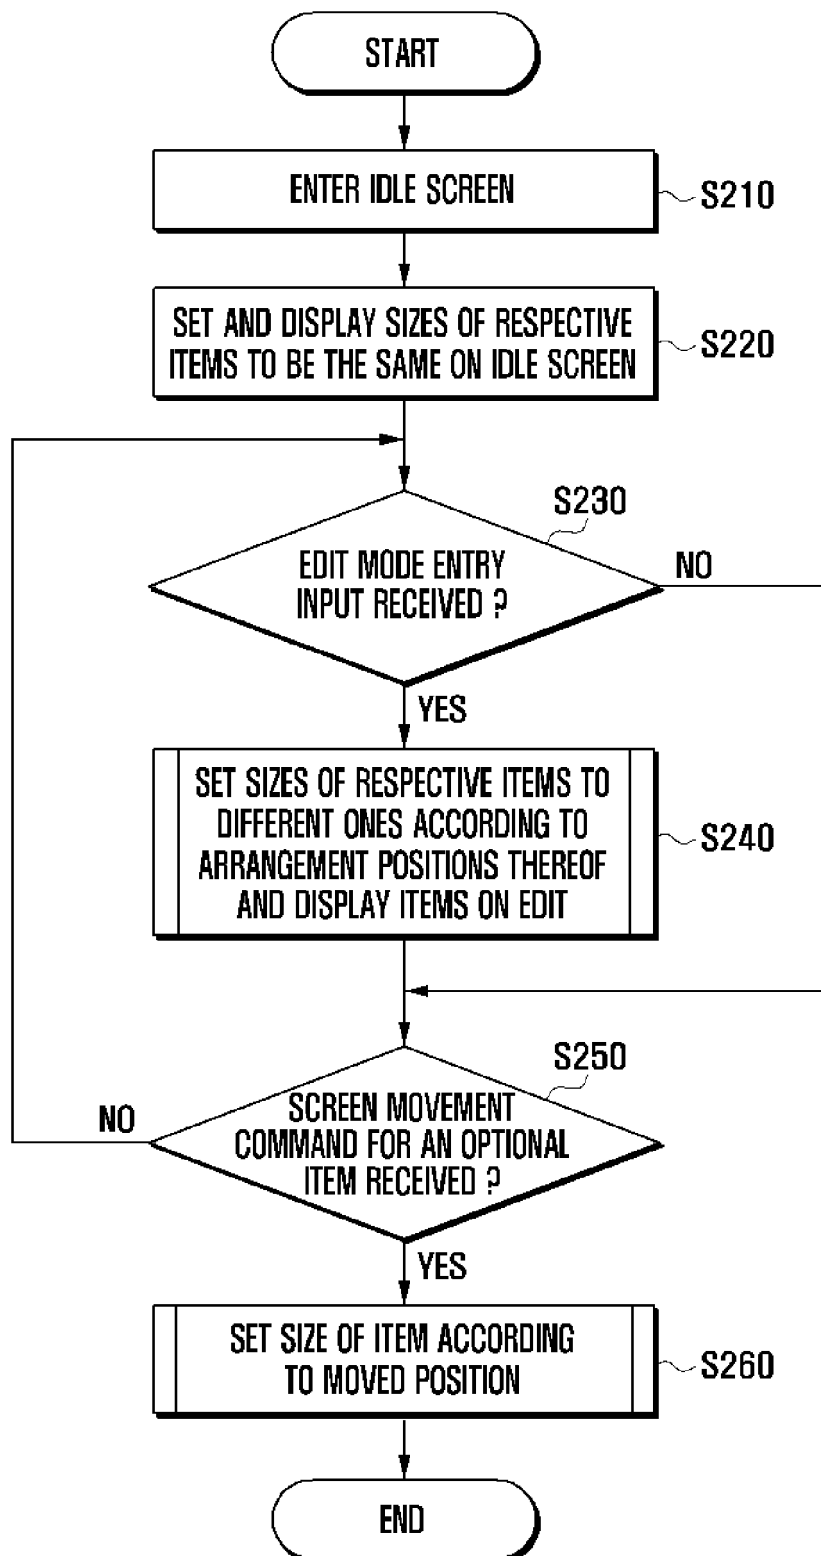 START
ENTER IDLE SCREEN
S210
SET AND DISPLAY SIZES OF RESPECTIVE
ITEMS TO BE THE SAME ON IDLE SCREEN
S220
S230
EDIT MODE ENTRY
INPUT RECEIVED ?
NO
YES
SET SIZES OF RESPECTIVE ITEMS TO
DIFFERENT ONES ACCORDING TO
ARRANGEMENT POSITIONS THEREOF
AND DISPLAY ITEMS ON EDIT
S240
S250
SCREEN MOVEMENT
COMMAND FOR AN OPTIONAL
ITEM RECEIVED ?
NO
YES
SET SIZE OF ITEM ACCORDING
TO MOVED POSITION
S260
END